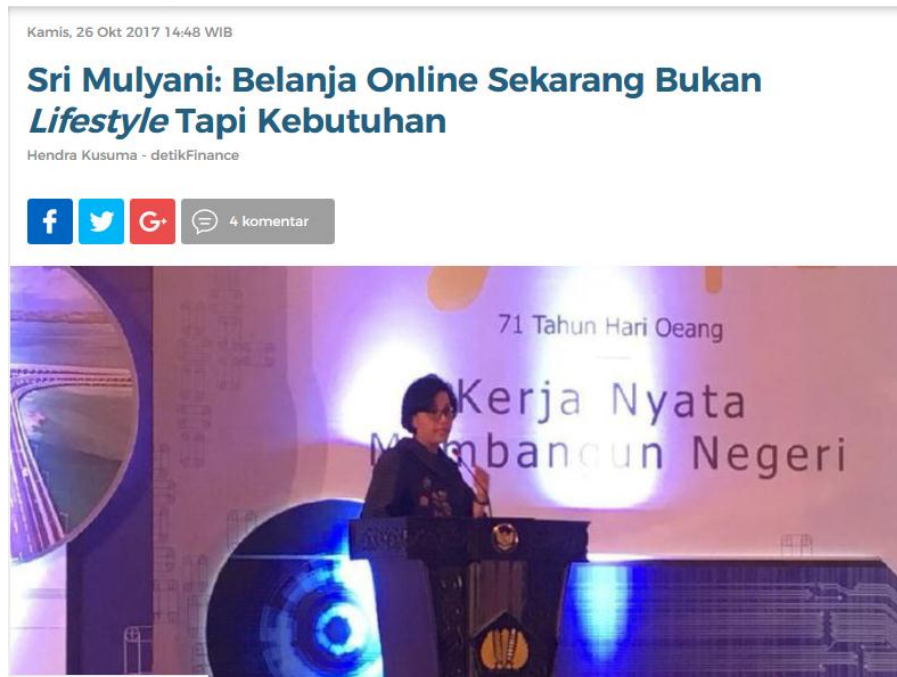 Kamis, 26 Okt 2017 14:48 WIB
Sri Mulyani: Belanja Online Sekarang Bukan
Lifestyle Tapi Kebutuhan
Hendra Kusuma - detikFinance
f
G+
4 komentar
71 Tahun Hari Oeang
Kerja Nyata
Membangun Negeri